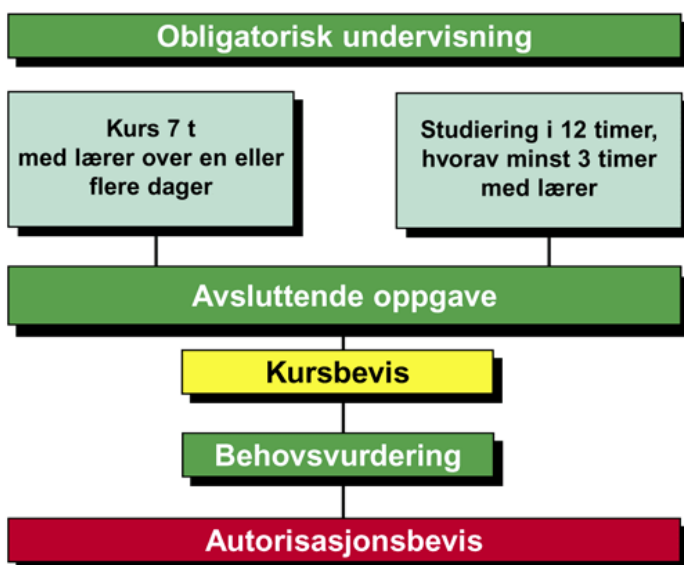 Obligatorisk undervisning
Kurs 7 t
med lærer over en eller
flere dager
Studiering i 12 timer,
hvorav minst 3 timer
med lærer
Avsluttende oppgave
Kursbevis
Behovsvurdering
Autorisasjonsbevis